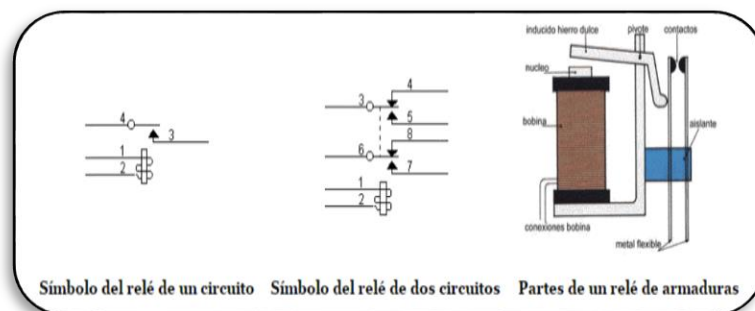 4
3
1
2
Símbolo del relé de un circuito
3
4
5
6
8
7
1
2
Símbolo del relé de dos circuitos
inducido hierro dulce
pivote
contactos
nucleo
bobina
aislante
conexiones bobina
metal flexible
Partes de un relé de armaduras